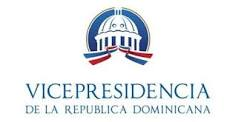 VICEPRESIDENCIA
DE LA REPUBLICA DOMINICANA